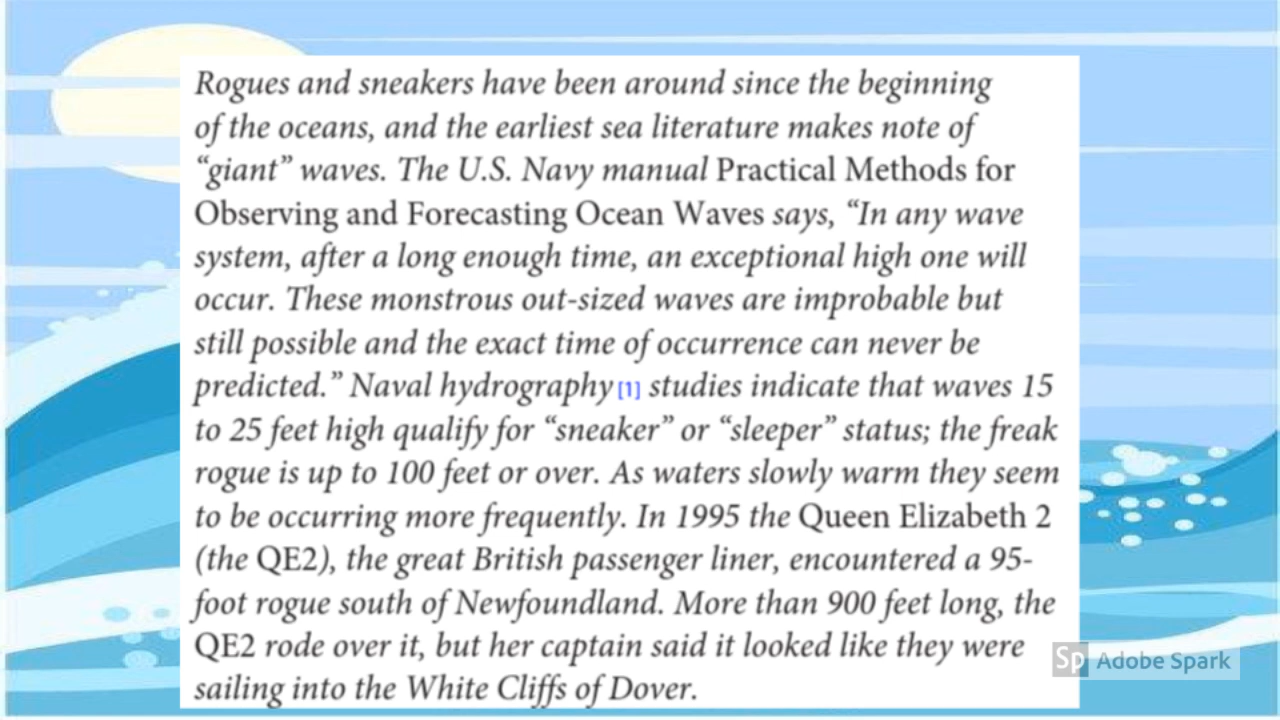 Rogues and sneakers have been around since the beginning
of the oceans, and the earliest sea literature makes note of
“giant” waves. The U.S. Navy manual Practical Methods for
Observing and Forecasting Ocean Waves says, “In any wave
system, after a long enough time, an exceptional high one will
occur. These monstrous out-sized waves are improbable but
still possible and the exact time of occurrence can never be
predicted.” Naval hydrography [1] studies indicate that waves 15
to 25 feet high qualify for “sneaker” or “sleeper” status; the freak
rogue is up to 100 feet or over. As waters slowly warm they seem
to be occurring more frequently. In 1995 the Queen Elizabeth 2
(the QE2), the great British passenger liner, encountered a 95-
foot rogue south of Newfoundland. More than 900 feet long, the
QE2 rode over it, but her captain said it looked like they were
sailing into the White Cliffs of Dover.
Sp Adobe Spark